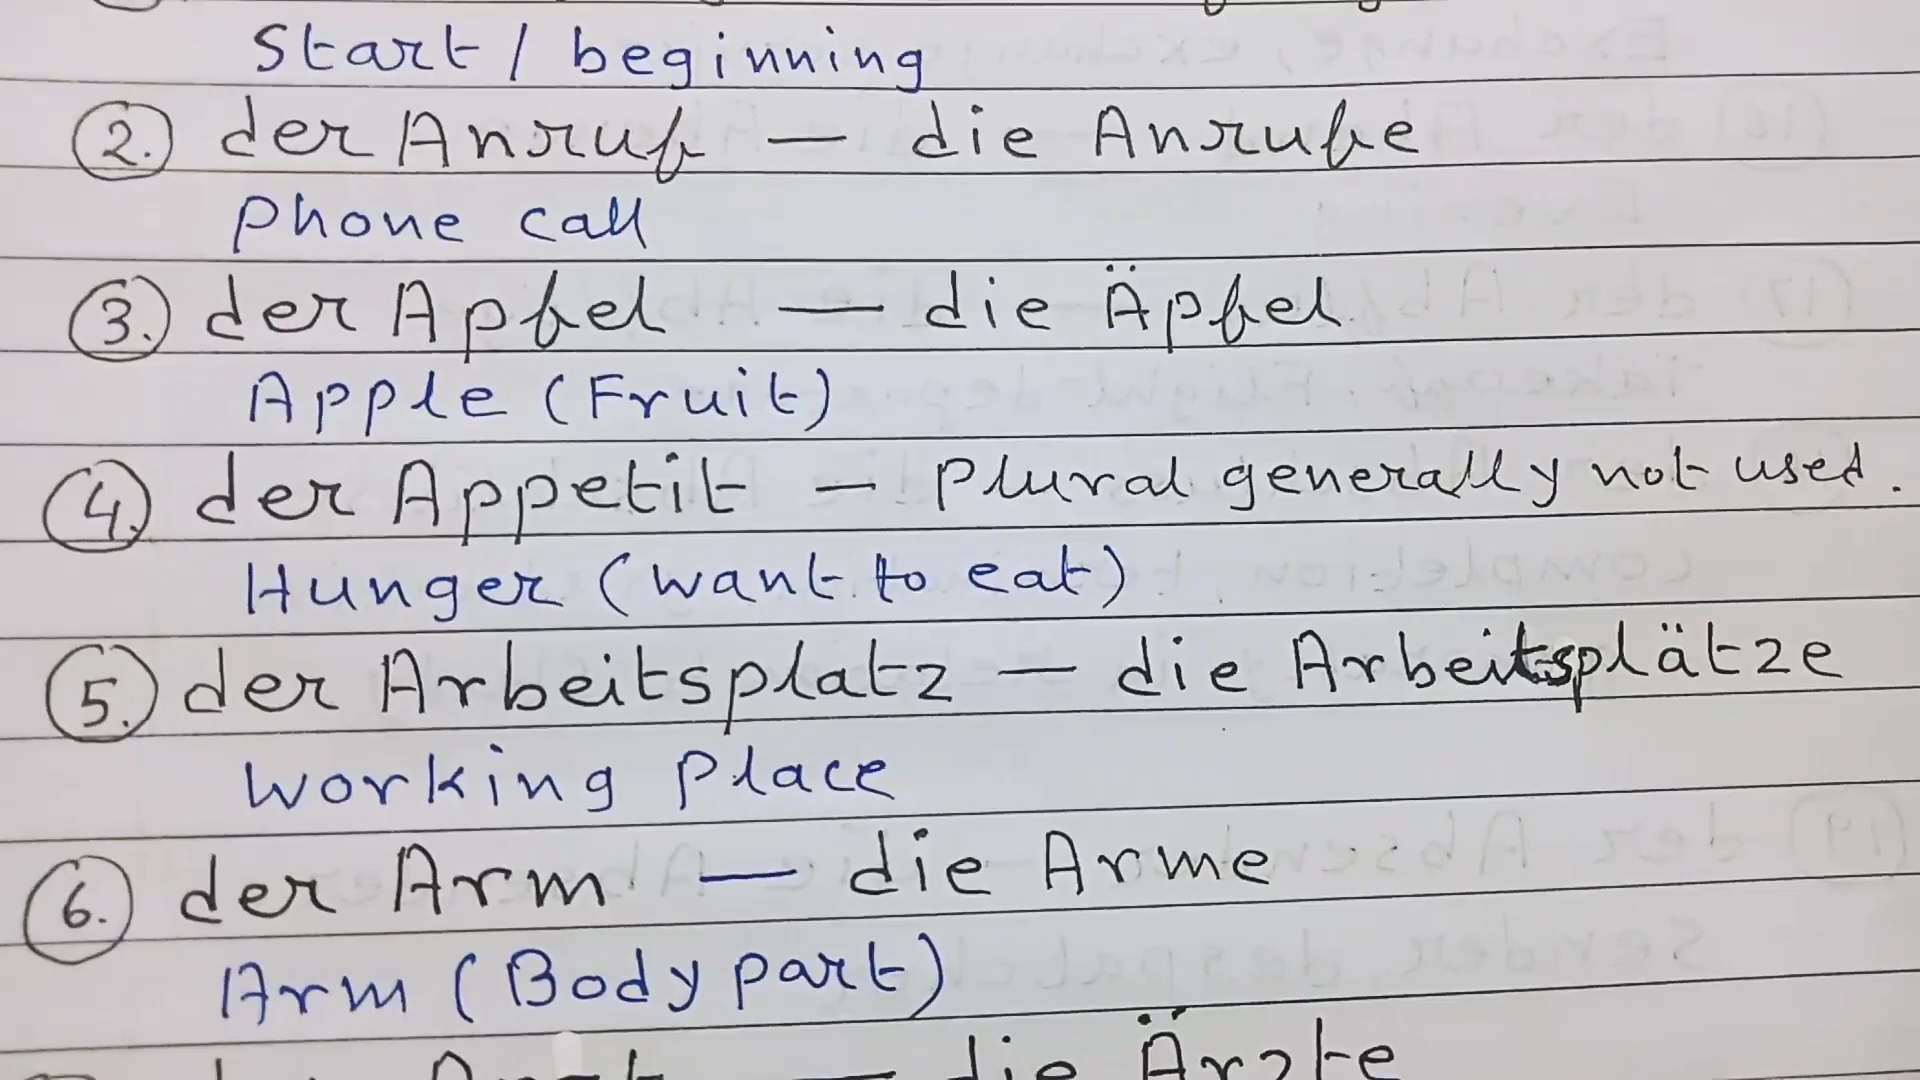 Start / beginning
2. der Anruf — die Anrufe
Phone call
3. der Apfel — die Äpfel
Apple (Fruit)
4. der Appetit — Plural generally not used.
Hunger (want to eat)
5. der Arbeitsplatz — die Arbeitsplätze
working Place
6. der Arm — die Arme
Arm (Body part)
— die Ärzte